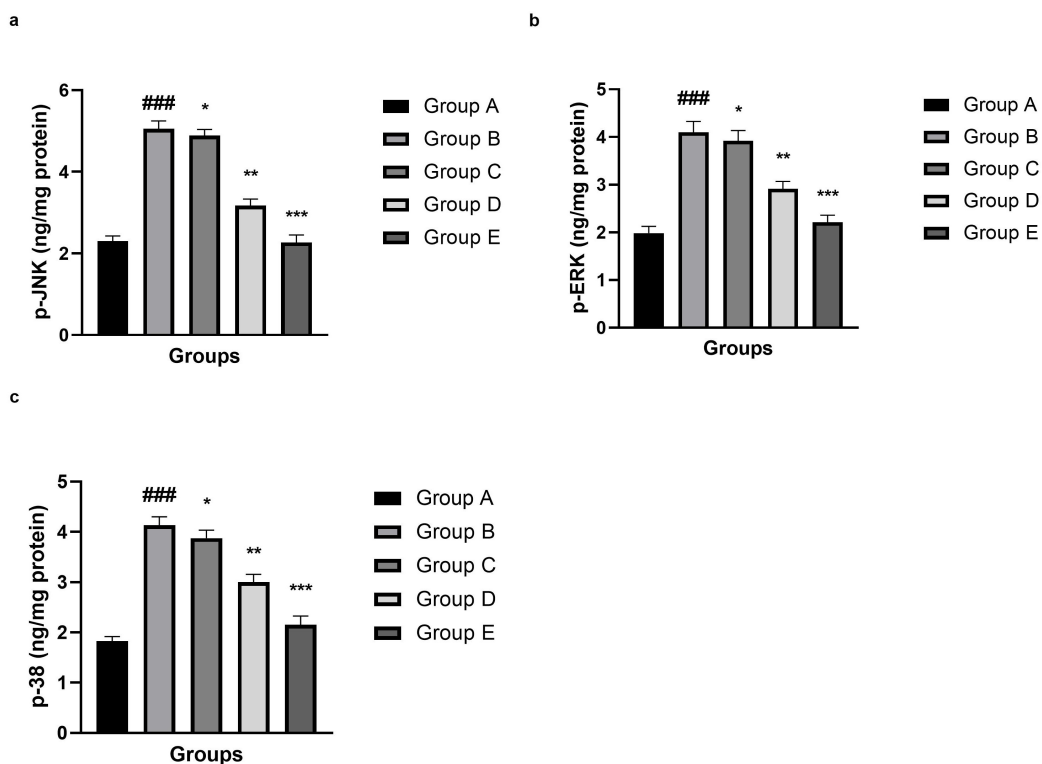 a
p-JNK (ng/mg protein)
6
4
2
0
###
*
**
***
Groups
Group A
Group B
Group C
Group D
Group E
b
p-ERK (ng/mg protein)
5
4
3
2
1
0
###
*
**
***
Groups
Group A
Group B
Group C
Group D
Group E
c
p-38 (ng/mg protein)
5
4
3
2
1
0
###
*
**
***
Groups
Group A
Group B
Group C
Group D
Group E